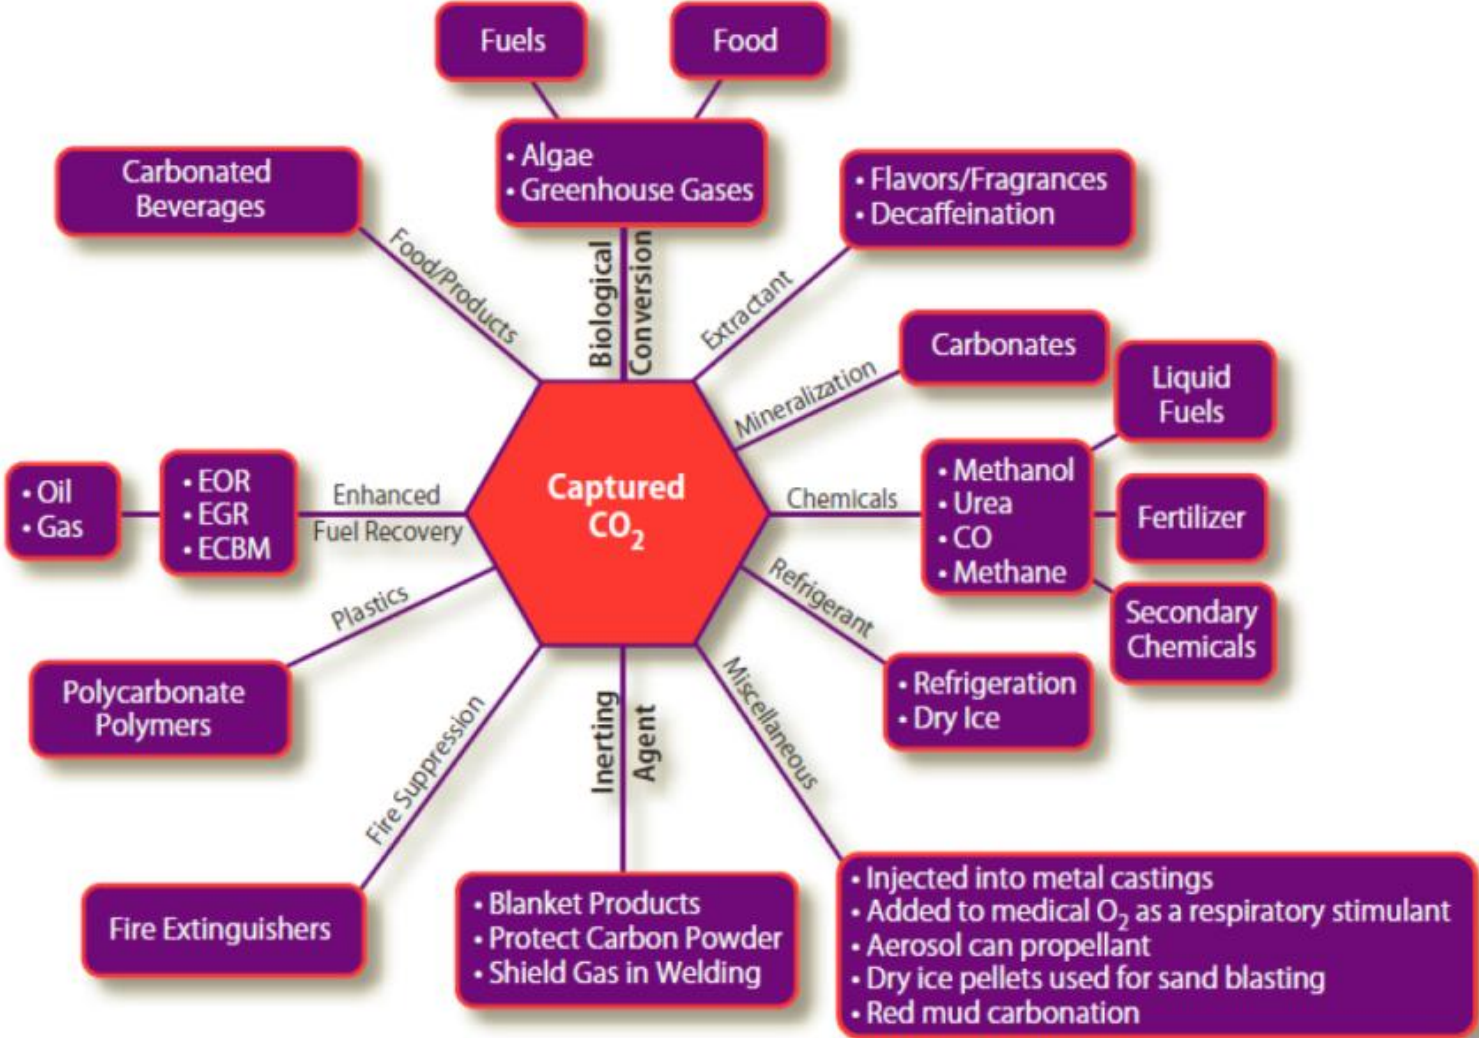 Fuels
Food
• Algae
• Greenhouse Gases
Carbonated
Beverages
• Flavors/Fragrances
• Decaffeination
Food/Products
Biological
Conversion
Extractant
Mineralization
Carbonates
Liquid
Fuels
• Oil
• Gas
• EOR
• EGR
• ECBM
Enhanced
Fuel Recovery
Captured
CO₂
Chemicals
• Methanol
• Urea
• CO
• Methane
Fertilizer
Secondary
Chemicals
Plastics
Polycarbonate
Polymers
Refrigerant
• Refrigeration
• Dry Ice
Fire Suppression
Fire Extinguishers
Inerting
Agent
• Blanket Products
• Protect Carbon Powder
• Shield Gas in Welding
Miscellaneous
• Injected into metal castings
• Added to medical O₂ as a respiratory stimulant
• Aerosol can propellant
• Dry ice pellets used for sand blasting
• Red mud carbonation